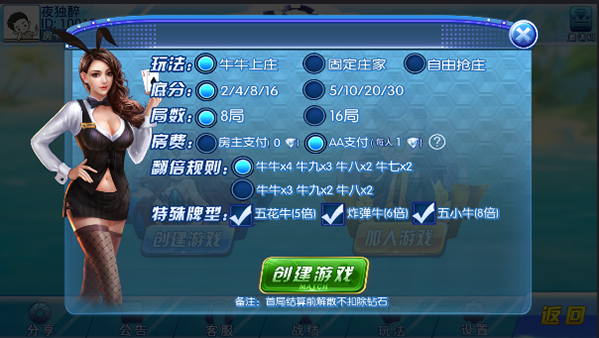 夜独醉
ID: 100
房
玩法: 牛牛上庄 固定庄家 自由抢庄
底分: 2/4/8/16 5/10/20/30
局数: 8局 16局
房费: 房主支付( 0 ) AA支付(每人 1 ) ?
翻倍规则: 牛牛x4 牛九x3 牛八x2 牛七x2
牛牛x3 牛九x2 牛八x2
特殊牌型: 五花牛(5倍) 炸弹牛(6倍) 五小牛(8倍)
创建游戏 加入游戏
创建游戏
MATCH
备注: 首局结算前解散不扣除钻石
分享 公告 客服 战绩 玩法 设置 返回